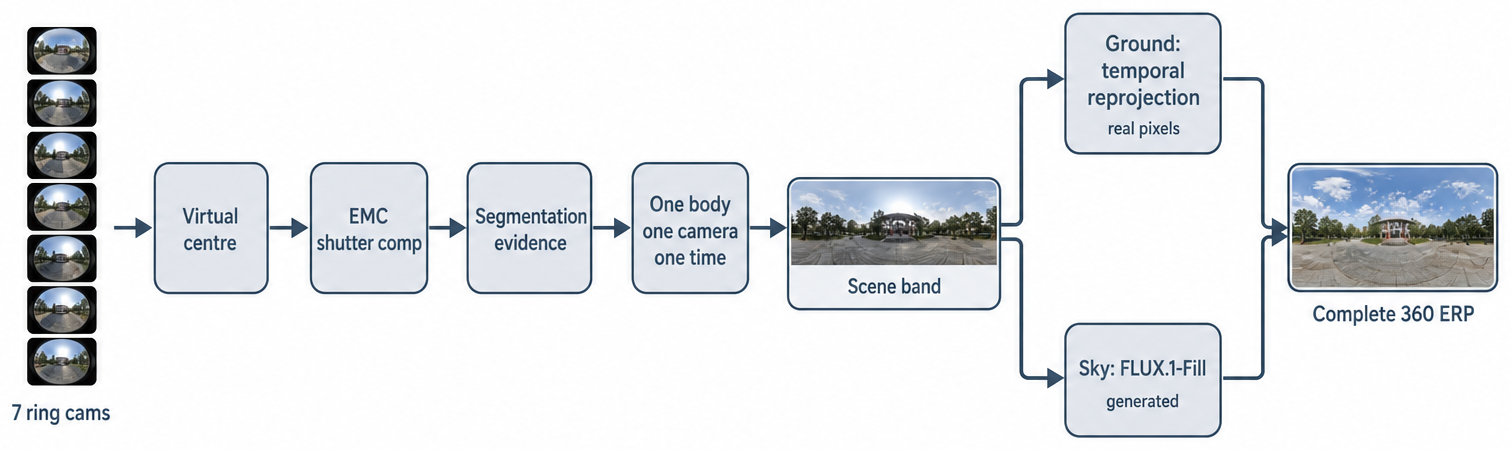 7 ring cams
Virtual
centre
EMC
shutter comp
Segmentation
evidence
One body
one camera
one time
Scene band
Ground:
temporal
reprojection
real pixels
Sky: FLUX.1-Fill
generated
Complete 360 ERP